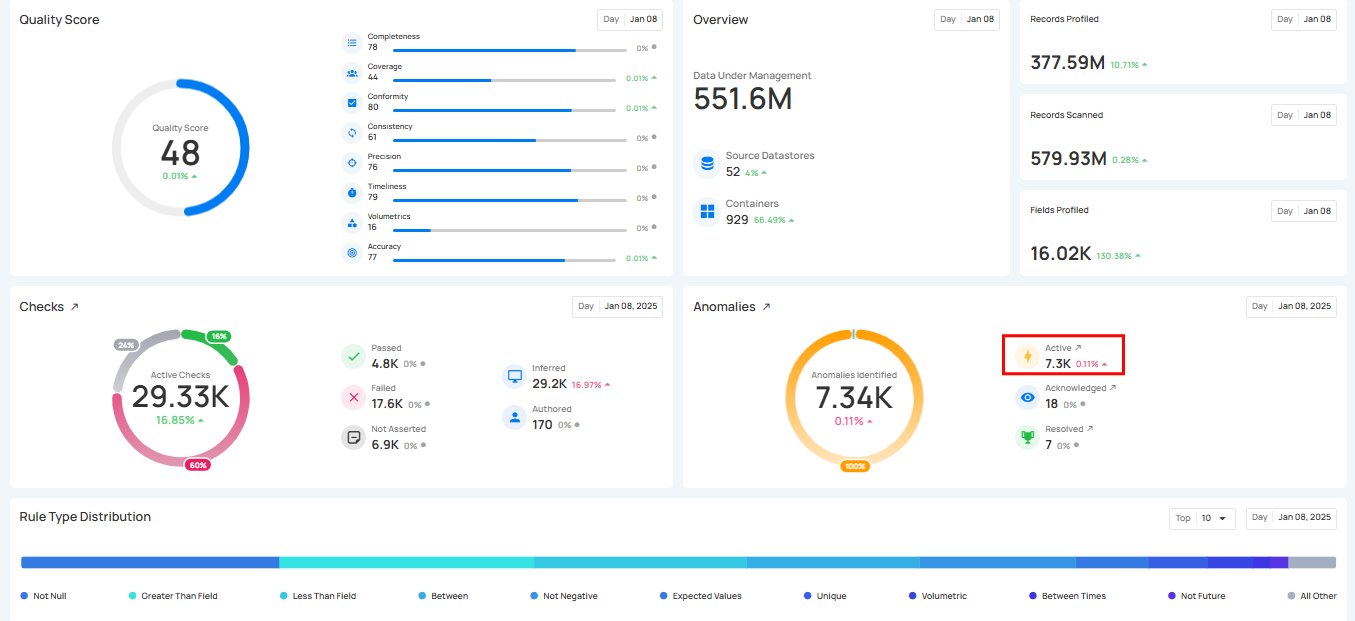 Quality Score
Day Jan 08
Completeness
78
0%
Coverage
44
0.01%
Conformity
80
0.01%
Consistency
61
0%
Precision
76
0%
Timeliness
79
0%
Volumetrics
16
0%
Accuracy
77
0.01%
Quality Score
48
0.01%
Overview
Day Jan 08
Data Under Management
551.6M
Source Datastores
52 4%
Containers
929 66.49%
Records Profiled
Day Jan 08
377.59M 10.71%
Records Scanned
Day Jan 08
579.93M 0.28%
Fields Profiled
Day Jan 08
16.02K 130.38%
Checks
Day Jan 08, 2025
24%
16%
Active Checks
29.33K
16.85%
60%
Passed
4.8K 0%
Failed
17.6K 0%
Not Asserted
6.9K 0%
Inferred
29.2K 16.97%
Authored
170 0%
Anomalies
Day Jan 08, 2025
Anomalies Identified
7.34K
0.11%
100%
Active
7.3K 0.11%
Acknowledged
18 0%
Resolved
7 0%
Rule Type Distribution
Top 10
Day Jan 08, 2025
Not Null Greater Than Field Less Than Field Between Not Negative Expected Values Unique Volumetric Between Times Not Future All Other